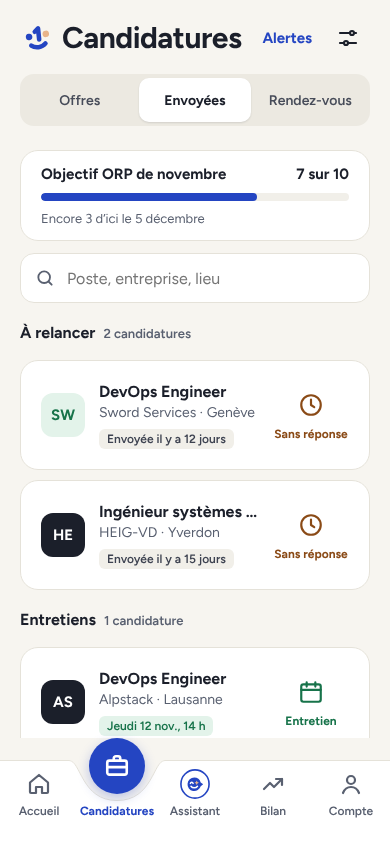 Candidatures
Alertes
Offres
Envoyées
Rendez-vous
Objectif ORP de novembre
7 sur 10
Encore 3 d'ici le 5 décembre
Poste, entreprise, lieu
À relancer 2 candidatures
SW
DevOps Engineer
Sword Services · Genève
Envoyée il y a 12 jours
Sans réponse
HE
Ingénieur systèmes ...
HEIG-VD · Yverdon
Envoyée il y a 15 jours
Sans réponse
Entretiens 1 candidature
AS
DevOps Engineer
Alpstack · Lausanne
Jeudi 12 nov., 14 h
Entretien
Accueil
Candidatures
Assistant
Bilan
Compte